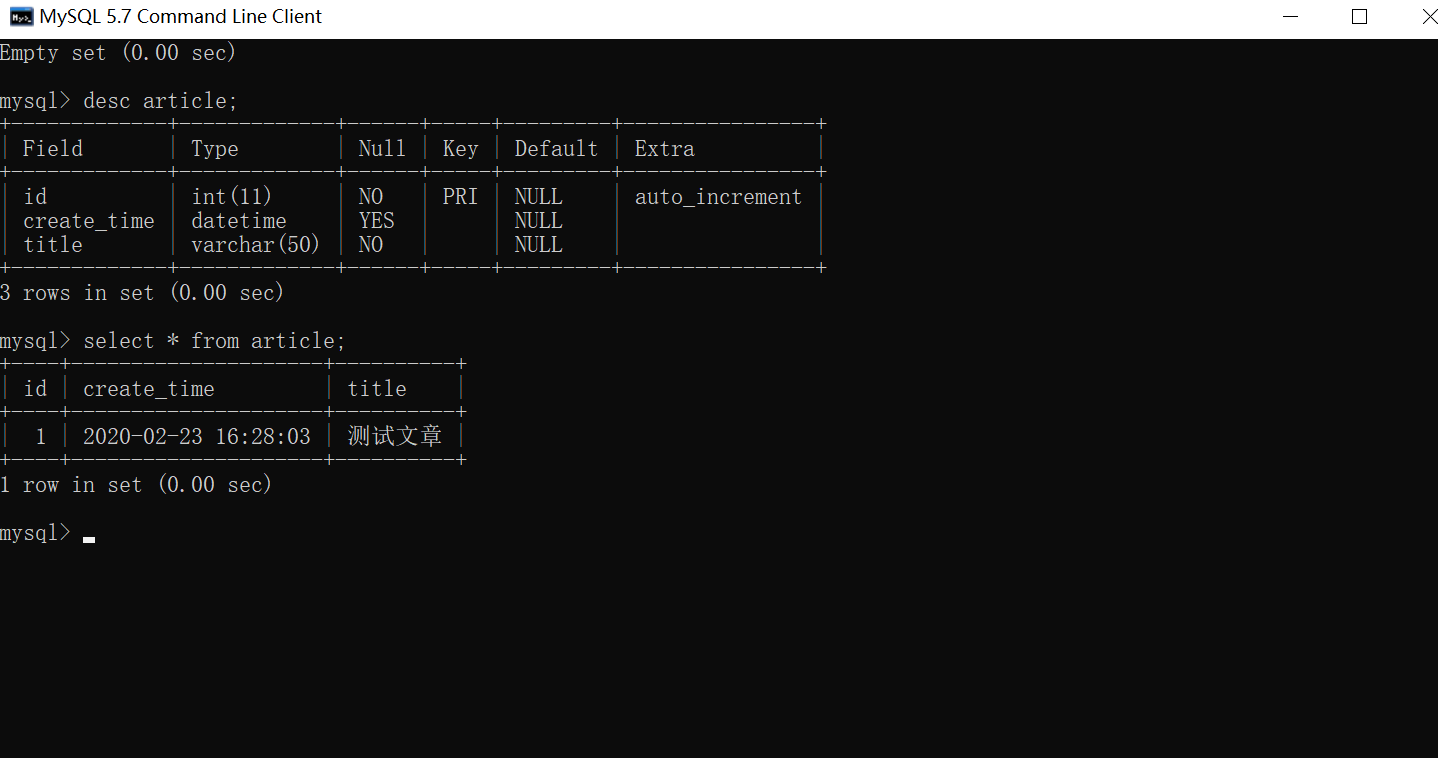 MySQL 5.7 Command Line Client
Empty set (0.00 sec)
mysql> desc article;
+-------------+-------------+------+-----+---------+----------------+
| Field       | Type        | Null | Key | Default | Extra          |
+-------------+-------------+------+-----+---------+----------------+
| id          | int(11)     | NO   | PRI | NULL    | auto_increment |
| create_time | datetime    | YES  |     | NULL    |                |
| title       | varchar(50) | NO   |     | NULL    |                |
+-------------+-------------+------+-----+---------+----------------+
3 rows in set (0.00 sec)
mysql> select * from article;
+----+---------------------+----------+
| id | create_time         | title    |
+----+---------------------+----------+
|  1 | 2020-02-23 16:28:03 | 测试文章 |
+----+---------------------+----------+
1 row in set (0.00 sec)
mysql>